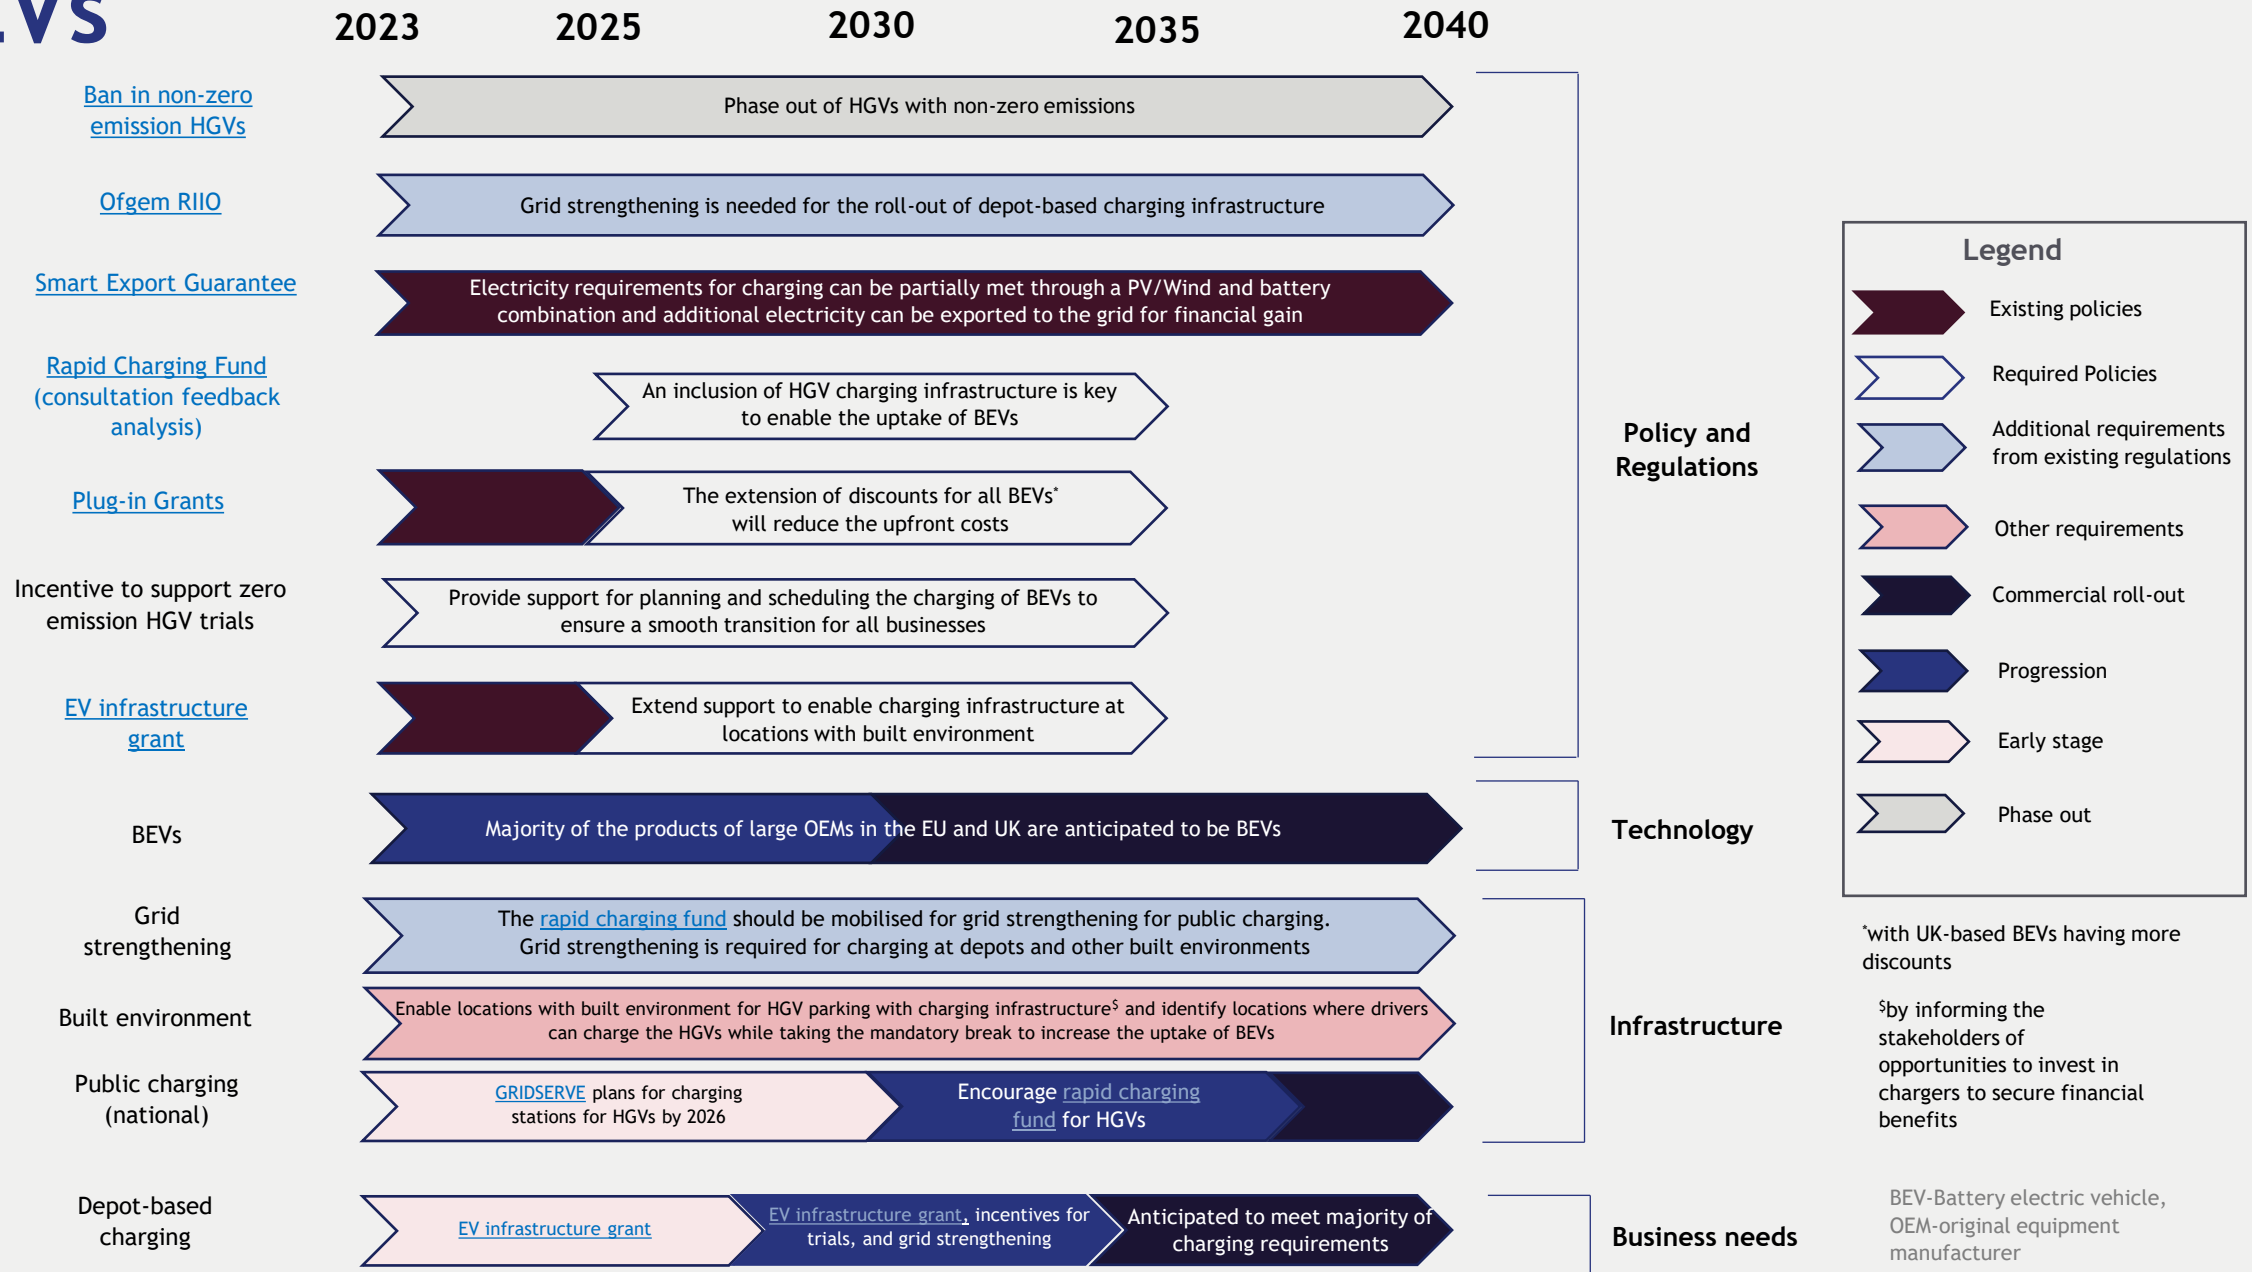 2023 2025 2030 2035 2040
Ban in non-zero
emission HGVs
Phase out of HGVs with non-zero emissions
Ofgem RIIO
Grid strengthening is needed for the roll-out of depot-based charging infrastructure
Smart Export Guarantee
Electricity requirements for charging can be partially met through a PV/Wind and battery
combination and additional electricity can be exported to the grid for financial gain
Rapid Charging Fund
(consultation feedback
analysis)
An inclusion of HGV charging infrastructure is key
to enable the uptake of BEVs
Plug-in Grants
The extension of discounts for all BEVs*
will reduce the upfront costs
Incentive to support zero
emission HGV trials
Provide support for planning and scheduling the charging of BEVs to
ensure a smooth transition for all businesses
EV infrastructure
grant
Extend support to enable charging infrastructure at
locations with built environment
Policy and
Regulations
BEVs
Majority of the products of large OEMs in the EU and UK are anticipated to be BEVs
Technology
Grid
strengthening
The rapid charging fund should be mobilised for grid strengthening for public charging.
Grid strengthening is required for charging at depots and other built environments
Built environment
Enable locations with built environment for HGV parking with charging infrastructure$ and identify locations where drivers
can charge the HGVs while taking the mandatory break to increase the uptake of BEVs
Infrastructure
Public charging
(national)
GRIDSERVE plans for charging
stations for HGVs by 2026
Encourage rapid charging
fund for HGVs
Depot-based
charging
EV infrastructure grant
EV infrastructure grant, incentives for
trials, and grid strengthening
Anticipated to meet majority of
charging requirements
Business needs
Legend
Existing policies
Required Policies
Additional requirements
from existing regulations
Other requirements
Commercial roll-out
Progression
Early stage
Phase out
*with UK-based BEVs having more
discounts
$by informing the
stakeholders of
opportunities to invest in
chargers to secure financial
benefits
BEV-Battery electric vehicle,
OEM-original equipment
manufacturer